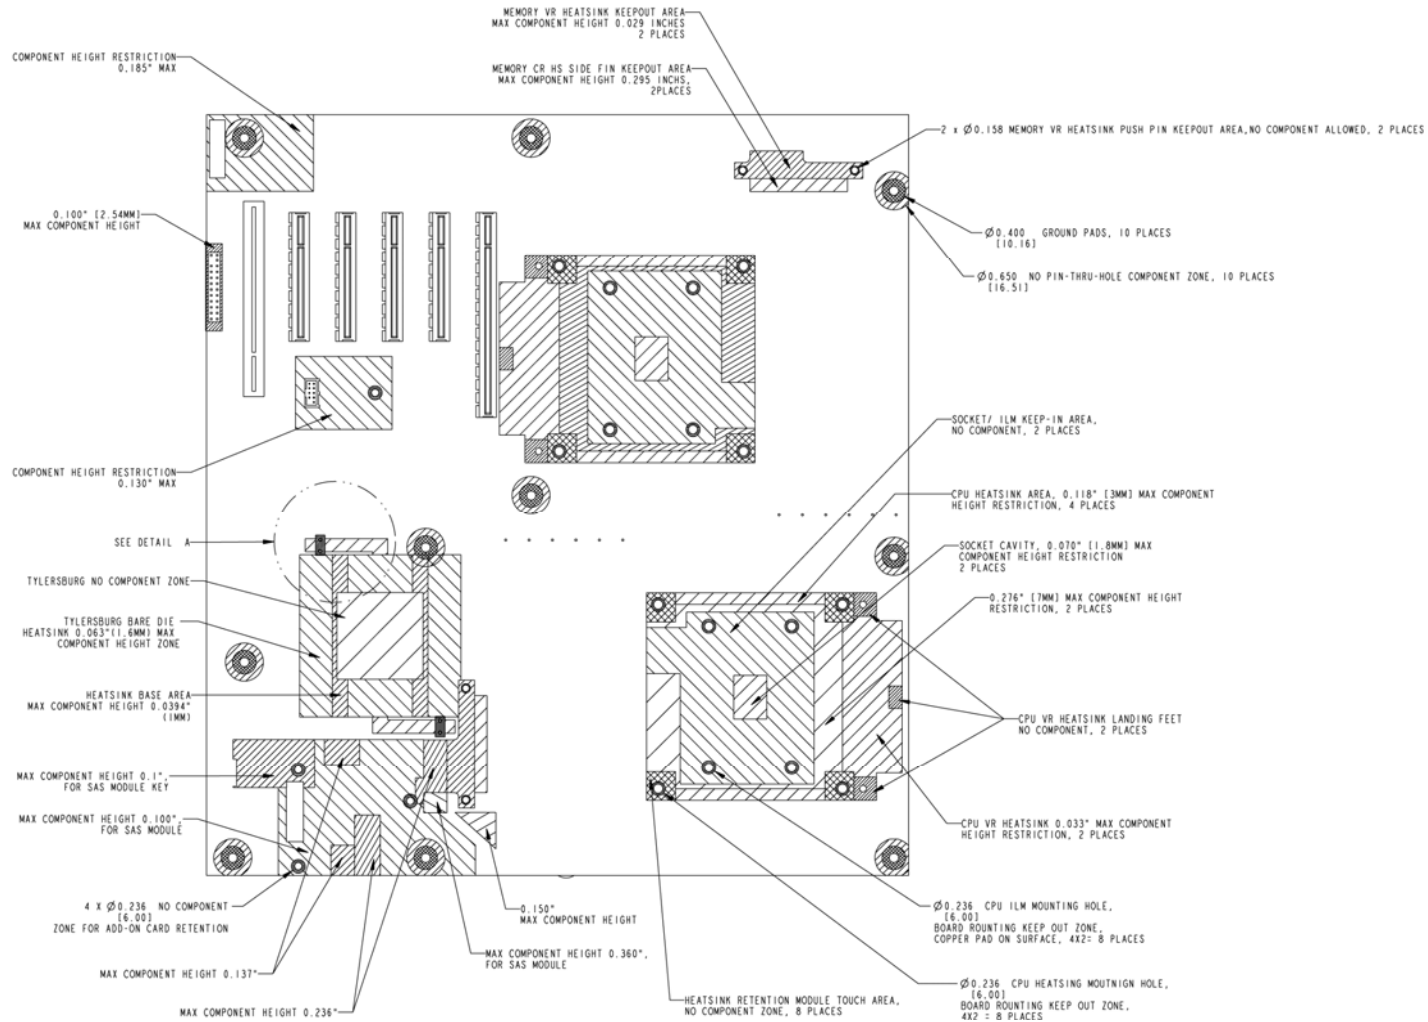 MEMORY VR HEATSINK KEEPOUT AREA
MAX COMPONENT HEIGHT 0.029 INCHES
2 PLACES
MEMORY CR HS SIDE FIN KEEPOUT AREA
MAX COMPONENT HEIGHT 0.295 INCHS,
2PLACES
COMPONENT HEIGHT RESTRICTION
0.185" MAX
2 x Ø0.158 MEMORY VR HEATSINK PUSH PIN KEEPOUT AREA,NO COMPONENT ALLOWED, 2 PLACES
0.100" [2.54MM]
MAX COMPONENT HEIGHT
Ø0.400 GROUND PADS, 10 PLACES
[10.16]
Ø0.650 NO PIN-THRU-HOLE COMPONENT ZONE, 10 PLACES
[16.51]
SOCKET/ ILM KEEP-IN AREA,
NO COMPONENT, 2 PLACES
COMPONENT HEIGHT RESTRICTION
0.130" MAX
CPU HEATSINK AREA, 0.118" [3MM] MAX COMPONENT
HEIGHT RESTRICTION, 4 PLACES
SEE DETAIL A
SOCKET CAVITY, 0.070" [1.8MM] MAX
COMPONENT HEIGHT RESTRICTION
2 PLACES
TYLERSBURG NO COMPONENT ZONE
0.276" [7MM] MAX COMPONENT HEIGHT
RESTRICTION, 2 PLACES
TYLERSBURG BARE DIE
HEATSINK 0.063"(1.6MM) MAX
COMPONENT HEIGHT ZONE
HEATSINK BASE AREA
MAX COMPONENT HEIGHT 0.0394"
(1MM)
CPU VR HEATSINK LANDING FEET
NO COMPONENT, 2 PLACES
MAX COMPONENT HEIGHT 0.1",
FOR SAS MODULE KEY
MAX COMPONENT HEIGHT 0.100",
FOR SAS MODULE
CPU VR HEATSINK 0.033" MAX COMPONENT
HEIGHT RESTRICTION, 2 PLACES
4 X Ø0.236 NO COMPONENT
[6.00]
ZONE FOR ADD-ON CARD RETENTION
0.150"
MAX COMPONENT HEIGHT
Ø0.236 CPU ILM MOUNTING HOLE,
[6.00]
BOARD ROUNTING KEEP OUT ZONE,
COPPER PAD ON SURFACE, 4X2= 8 PLACES
MAX COMPONENT HEIGHT 0.360",
FOR SAS MODULE
MAX COMPONENT HEIGHT 0.137"
Ø0.236 CPU HEATSING MOUTNIGN HOLE,
[6.00]
BOARD ROUNTING KEEP OUT ZONE,
4X2 = 8 PLACES
HEATSINK RETENTION MODULE TOUCH AREA,
NO COMPONENT ZONE, 8 PLACES
MAX COMPONENT HEIGHT 0.236"